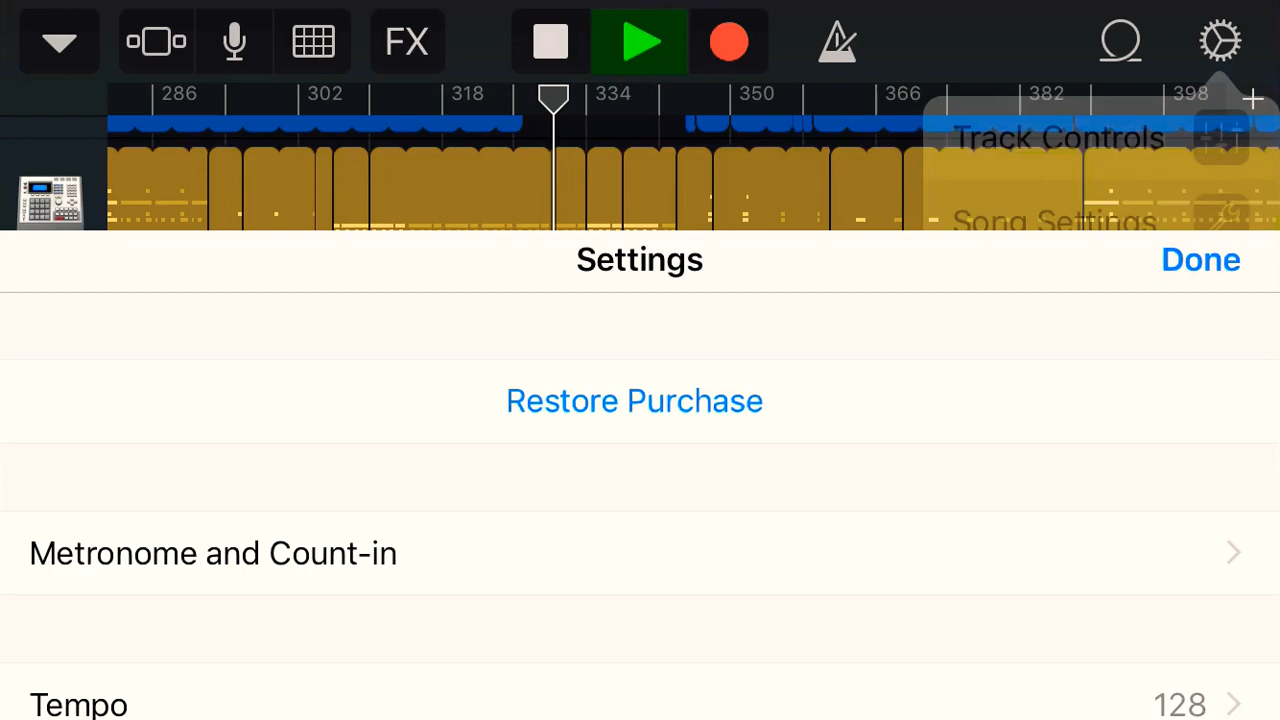 FX
286 302 318 334 350 366 382 398
Track Controls
Song Settings
Settings Done
Restore Purchase
Metronome and Count-in
Tempo 128